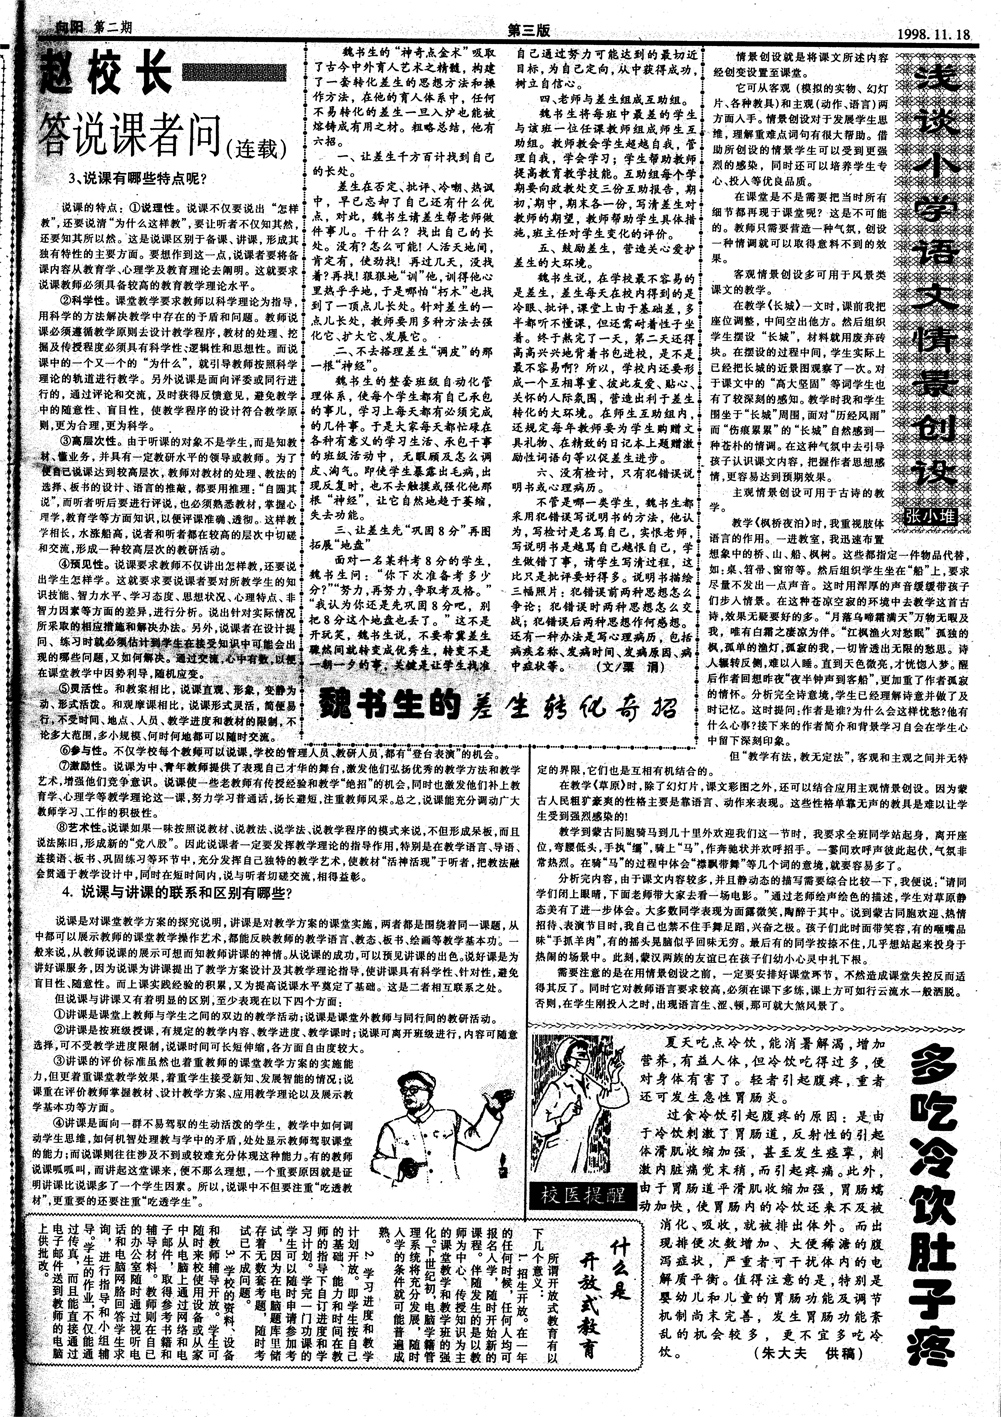 向阳 第二期
第三版
1998.11.18
赵校长
答说课者问(连载)
3、说课有哪些特点呢?
说课的特点:①说理性。说课不仅要说出“怎样
教”,还要说清“为什么这样教”,要让听者不仅知其然,
还要知其所以然。这是说课区别于备课、讲课,形成其
独有特性的主要方面。要想作到这一点,说课者要将备
课内容从教育学、心理学及教育理论去阐明。这就要求
说课教师必须具备较高的教育教学理论水平。
②科学性。课堂教学要求教师以科学理论为指导,
用科学的方法解决教学中存在的予盾和问题。教师说
课必须遵循教学原则去设计教学程序,教材的处理、挖
掘及传授程度必须具有科学性、逻辑性和思想性。而说
课中的一个又一个的“为什么”,就引导教师按照科学
理论的轨道进行教学。另外说课是面向评委或同行进
行的,通过评论和交流,及时获得反馈意见,避免教学
中的随意性、盲目性,使教学程序的设计符合教学原
则,更为合理,更为科学。
③高层次性。由于听课的对象不是学生,而是知教
材、懂业务,并具有一定教研水平的领导或教师。为了
使自己说课达到较高层次,教师对教材的处理、教法的
选择、板书的设计、语言的推敲,都要用推理:“自圆其
说”,而听者听后要进行评说,也必须熟悉教材,掌握心
理学,教育学等方面知识,以便评课准确、透彻。这样教
学相长,水涨船高,说者和听者都在较高的层次中切磋
和交流,形成一种较高层次的教研活动。
④预见性。说课要求教师不仅讲出怎样教,还要说
出学生怎样学。这就要求要说课者要对所教学生的知
识技能、智力水平、学习态度、思想状况、心理特点、非
智力因素等方面的差异,进行分析。说出针对实际情况
所采取的相应措施和解决办法。另外,说课者在设计提
问、练习时就必须估计到学生在接受知识中可能会出
现的哪些问题,又如何解决。通过交流,心中有数,以便
在课堂教学中因势利导,随机应变。
⑤灵活性。和教案相比,说课直观、形象,变静为
动、形式活泼。和观摩课相比,说课形式灵活,简便易
行,不受时间、地点、人员、教学进度和教材的限制,不
论多大范围,多小规模、何时何地都可以随时交流。
⑥参与性。不仅学校每个教师可以说课,学校的管理人员、教研人员,都有“登台表演”的机会。
⑦激励性。说课为中、青年教师提供了表现自己才华的舞台,激发他们弘扬优秀的教学方法和教学
艺术,增强他们竞争意识。说课使一些老教师有传授经验和教学“绝招”的机会,同时也激发他们补上教
育学、心理学等教学理论这一课,努力学习普通话,扬长避短,注重教师风采。总之,说课能充分调动广大
教师学习、工作的积极性。
⑧艺术性。说课如果一味按照说教材、说教法、说学法、说教学程序的模式来说,不但形成呆板,而且
说法陈旧,形成新的“党八股”。因此说课者一定要发挥教学理论的指导作用,特别是在教学语言、导语、
连接语、板书、巩固练习等环节中,充分发挥自己独特的教学艺术,使教材“活神活现”于听者,把教法融
会贯通于教学设计中,同时在短时间内,说与听者切磋交流,相得益彰。
4、说课与讲课的联系和区别有哪些?
说课是对课堂教学方案的探究说明,讲课是对教学方案的课堂实施,两者都是围绕着同一课题,从
中都可以展示教师的课堂教学操作艺术,都能反映教师的教学语言、教态、板书、绘画等教学基本功。一
般来说,从教师说课的展示可想而知教师讲课的神情。从说课的成功,可以预见讲课的出色。说好课是为
讲好课服务,因为说课为讲课提出了教学方案设计及其教学理论指导,使讲课具有科学性、针对性,避免
盲目性、随意性。而上课实践经验的积累,又为提高说课水平奠定了基础。这是二者相互联系之处。
但说课与讲课又有着明显的区别,至少表现在以下四个方面:
①讲课是课堂上教师与学生之间的双边的教学活动;说课是课堂外教师与同行间的教研活动。
②讲课是按班级授课,有规定的教学内容、教学进度、教学课时;说课可离开班级进行,内容可随意
选择,可不受教学进度限制,说课时间可长短伸缩,各方面自由度较大。
③讲课的评价标准虽然也着重教师的课堂教学方案的实施能
力,但更着重课堂教学效果,着重学生接受新知、发展智能的情况;说
课重在评价教师掌握教材、设计教学方案、应用教学理论以及展示教
学基本功等方面。
④讲课是面向一群不易驾驭的生动活泼的学生,教学中如何调
动学生思维,如何机智处理教与学中的矛盾,处处显示教师驾驭课堂
的能力;而说课则往往涉及不到或较难充分体现这种能力。有的教师
说课呱呱叫,而讲起这堂课来,便不那么理想,一个重要原因就是证
明讲课比说课多了一个学生因素。所以,说课中不但要注重“吃透教
材”,更重要的还要注重“吃透学生”。
魏书生的“神奇点金术”吸取
了古今中外育人艺术之精髓,构建
了一套转化差生的思想方法和操
作方法,在他的育人体系中,任何
不易转化的差生一旦入炉也能被
熔铸成有用之材。粗略总结,他有
六招。
一、让差生千方百计找到自己
的长处。
差生在否定、批评、冷嘲、热讽
中,早已忘却了自己还有什么优
点,对此,魏书生请差生帮老师做
件事儿。干什么?找出自己的长
处。没有?怎么可能!人活天地间,
肯定有,使劲找!再过几天,没找
着?再找!狠狠地“训”他,训得他心
里热乎乎地,于是哪怕“朽木”也找
到了一顶点儿长处。针对差生的一
点儿长处,教师要用多种方法去强
化它、扩大它、发展它。
二、不去搭理差生“调皮”的那
一根“神经”。
魏书生的整套班级自动化管
理体系,使每个学生都有自己承包
的事儿,学习上每天都有必须完成
的几件事。于是大家每天都忙碌在
各种有意义的学习生活、承包干事
的班级活动中,无暇顾及怎么调
皮、淘气。即使学生暴露出毛病,出
现反复时,也不去触摸或强化他那
根“神经”,让它自然地趋于萎缩,
失去功能。
三、让差生先“巩固8分”再图
拓展“地盘”
面对一名某科考8分的学生,
魏书生问:“你下次准备考多少
分?”“努力,再努力,争取考及格。”
“我认为你还是先巩固8分吧,别
把8分这个地盘也丢了。”这不是
开玩笑,魏书生说,不要希冀差生
骤然间就转变成优秀生,转变不是
一朝一夕的事,关键是让学生找准
自己通过努力可能达到的最切近
目标,为自己定向,从中获得成功,
树立自信心。
四、老师与差生组成互助组。
魏书生将每班中最差的学生
与该班一位任课教师组成师生互
助组。教师教会学生超越自我,管
理自我,学会学习;学生帮助教师
提高教育教学技能。互助组每个学
期要向政教处交三份互助报告,期
初,期中,期末各一份,写清差生对
教师的期望,教师帮助学生具体措
施,班主任对学生变化的评价。
五、鼓励差生,营造关心爱护
差生的大环境。
魏书生说,在学校最不容易的
是差生,差生每天在校内得到的是
冷眼、批评,课堂上由于基础差,多
半都听不懂课,但还需耐着性子坐
着。终于熬完了一天,第二天还得
高高兴兴地背着书包进校,是不是
最不容易啊?所以,学校内还要形
成一个互相尊重、彼此友爱、贴心、
关怀的人际氛围,营造出利于差生
转化的大环境。在师生互助组内,
还规定每年教师要为学生购赠文
具礼物、在精致的日记本上题赠激
励性词语句等以促差生进步。
六、没有检讨,只有犯错误说
明书或心理病历。
不管是哪一类学生,魏书生都
采用犯错误写说明书的方法,他认
为,写检讨是名骂自己,实恨老师,
写说明书是越骂自己越恨自己,学
生做错了事,请学生写清过程,这
比只是批评要好得多。说明书描绘
三幅照片:犯错误前两种思想怎么
争论;犯错误时两种思想怎么交
战;犯错误后两种思想作何感想。
还有一种办法是写心理病历,包括
病疾名称、发病时间、发病原因、病
中症状等。 (文/粟 渭)
魏书生的差生转化奇招
浅谈小学语文情景创设
张小难
情景创设就是将课文所述内容
经创变设置至课堂。
它可从客观(模拟的实物、幻灯
片、各种教具)和主观(动作、语言)两
方面入手。情景创设对于发展学生思
维,理解重难点词句有很大帮助。借
助所创设的情景学生可以受到更强
烈的感染,同时还可以培养学生专
心、投入等优良品质。
在课堂是不是需要把当时所有
细节都再现于课堂呢?这是不可能
的。教师只需要营造一种气氛,创设
一种情调就可以取得意料不到的效
果。
客观情景创设多可用于风景类
课文的教学。
在教学《长城》一文时,课前我把
座位调整,中间空出他方。然后组织
学生摆设“长城”,材料就用废弃砖
块。在摆设的过程中间,学生实际上
已经把长城的近景图观察了一次。对
于课文中的“高大坚固”等词学生也
有了较深刻的感知。教学时我和学生
围坐于“长城”周围,面对“历经风雨”
而“伤痕累累”的“长城”自然感到一
种苍朴的情调。在这种气氛中去引导
孩子认识课文内容,把握作者思想感
情,更容易达到预期效果。
主观情景创设可用于古诗的教
学。
教学《枫桥夜泊》时,我重视肢体
语言的作用。一进教室,我迅速布置
想象中的桥、山、船、枫树。这些都指定一件物品代替,
如:桌、笤帚、窗帘等。然后组织学生坐在“船”上,要求
尽量不发出一点声音。这时用浑厚的声音缓缓带孩子
们步人情景。在这种苍凉空寂的环境中去教学这首古
诗,效果无疑要好的多。“月落乌啼霜满天”万物无暇及
我,唯有白霜之凄凉为伴。“江枫渔火对愁眠”孤独的
枫,孤单的渔灯,孤寂的我,一切皆透出无限的愁思。诗
人辗转反侧,难以入睡。直到天色微亮,才恍惚人梦。醒
后作者回想昨夜“夜半钟声到客船”,更加重了作者孤寂
的情怀。分析完全诗意境,学生已经理解诗意并做了及
时记忆。这时提问:作者是谁?为什么会这样忧愁?他有
什么心事?接下来的作者简介和背景学习自会在学生心
中留下深刻印象。
但“教学有法,教无定法”,客观和主观之间并无特
定的界限,它们也是互相有机结合的。
在教学《草原》时,除了幻灯片,课文彩图之外,还可以结合应用主观情景创设。因为蒙
古人民粗犷豪爽的性格主要是靠语言、动作来表现。这些性格单靠无声的教具是难以让学
生受到强烈感染的!
教学到蒙古同胞骑马到几十里外欢迎我们这一节时,我要求全班同学站起身,离开座
位,弯腰低头,手执“缰”,骑上“马”,作奔驰状并欢呼招手。一霎间欢呼声彼此起伏,气氛非
常热烈。在骑“马”的过程中体会“襟飘带舞”等几个词的意境,就要容易多了。
分析完内容,由于课文内容较多,并且静动态的描写需要综合比较一下,我便说:“请同
学们闭上眼睛,下面老师带大家去看一场电影。”通过老师绘声绘色的描述,学生对草原静
态美有了进一步体会。大多数同学表现为面露微笑,陶醉于其中。说到蒙古同胞欢迎、热情
招待、表演节目时,我自己也禁不住手舞足蹈,兴奋之极。孩子们此时面带笑容,有的咂嘴品
味“手抓羊肉”,有的摇头晃脑似乎回味无穷。最后有的同学按捺不住,几乎想站起来投身于
热闹的场景中。此刻,蒙汉两族的友谊已在孩子们幼小心灵中扎下根。
需要注意的是在用情景创设之前,一定要安排好课堂环节,不然造成课堂失控反而适
得其反了。同时它对教师语言要求较高,必须在课下多练,课上方可如行云流水一般洒脱。
否则,在学生刚投入之时,出现语言生、涩、顿,那可就大煞风景了。
什么是
开放式教育
所谓开放式教育有以
下几个意义:
1.招生开放。在一年
的任何时候,任何人均可
报名入学,随时开始新的
课程。伴随发生的是以教
师为中心、传授知识为主
的课堂教学和教学班的强
化。下世纪初,电脑学籍管
理系统将充分发展,随时
入学的条件就可能普遍成
熟。
2.学习进度和教学
计划开放。即学生按自己
的基础、能力和时间在教
师的指导下自订进度和学
习计划。学完一门功课的
学生可以随时申请参加考
试,因为在电脑题库里储
存着无数套考题,随时考
试已不成问题。
3.学校的资料、设备
和教师辅导开放。学生可
随时来校使用设备或从家
中从电脑上通过网络和电
子邮件,取得参考书籍和
辅导材料。教师则在自己
的办公室随时通过视听电
话和电脑网路回答学生求
询,进行指导和小组辅
导。学生的作业,不仅能通
过传真,而且能直接通过
电子邮件送到教师的电脑
上供批改。
校医提醒
多吃冷饮肚子疼
夏天吃点冷饮,能消暑解渴,增加
营养,有益人体,但冷饮吃得过多,便
对身体有害了。轻者引起腹疼,重者
还可发生急性胃肠炎。
过食冷饮引起腹疼的原因:是由
于冷饮刺激了胃肠道,反射性的引起
体滑肌收缩加强,甚至发生痉挛,刺
激内脏痛觉末梢,而引起疼痛。此外,
由于胃肠道平滑肌收缩加强,胃肠蠕
动加快,使胃肠内的冷饮还来不及被
消化、吸收,就被排出体外。而出
现排便次数增加、大便稀溏的腹
泻症状,严重者可干扰体内的电
解质平衡。值得注意的是,特别是
婴幼儿和儿童的胃肠功能及调节
机制尚未完善,发生胃肠功能紊
乱的机会较多,更不宜多吃冷
饮。 (朱大夫 供稿)